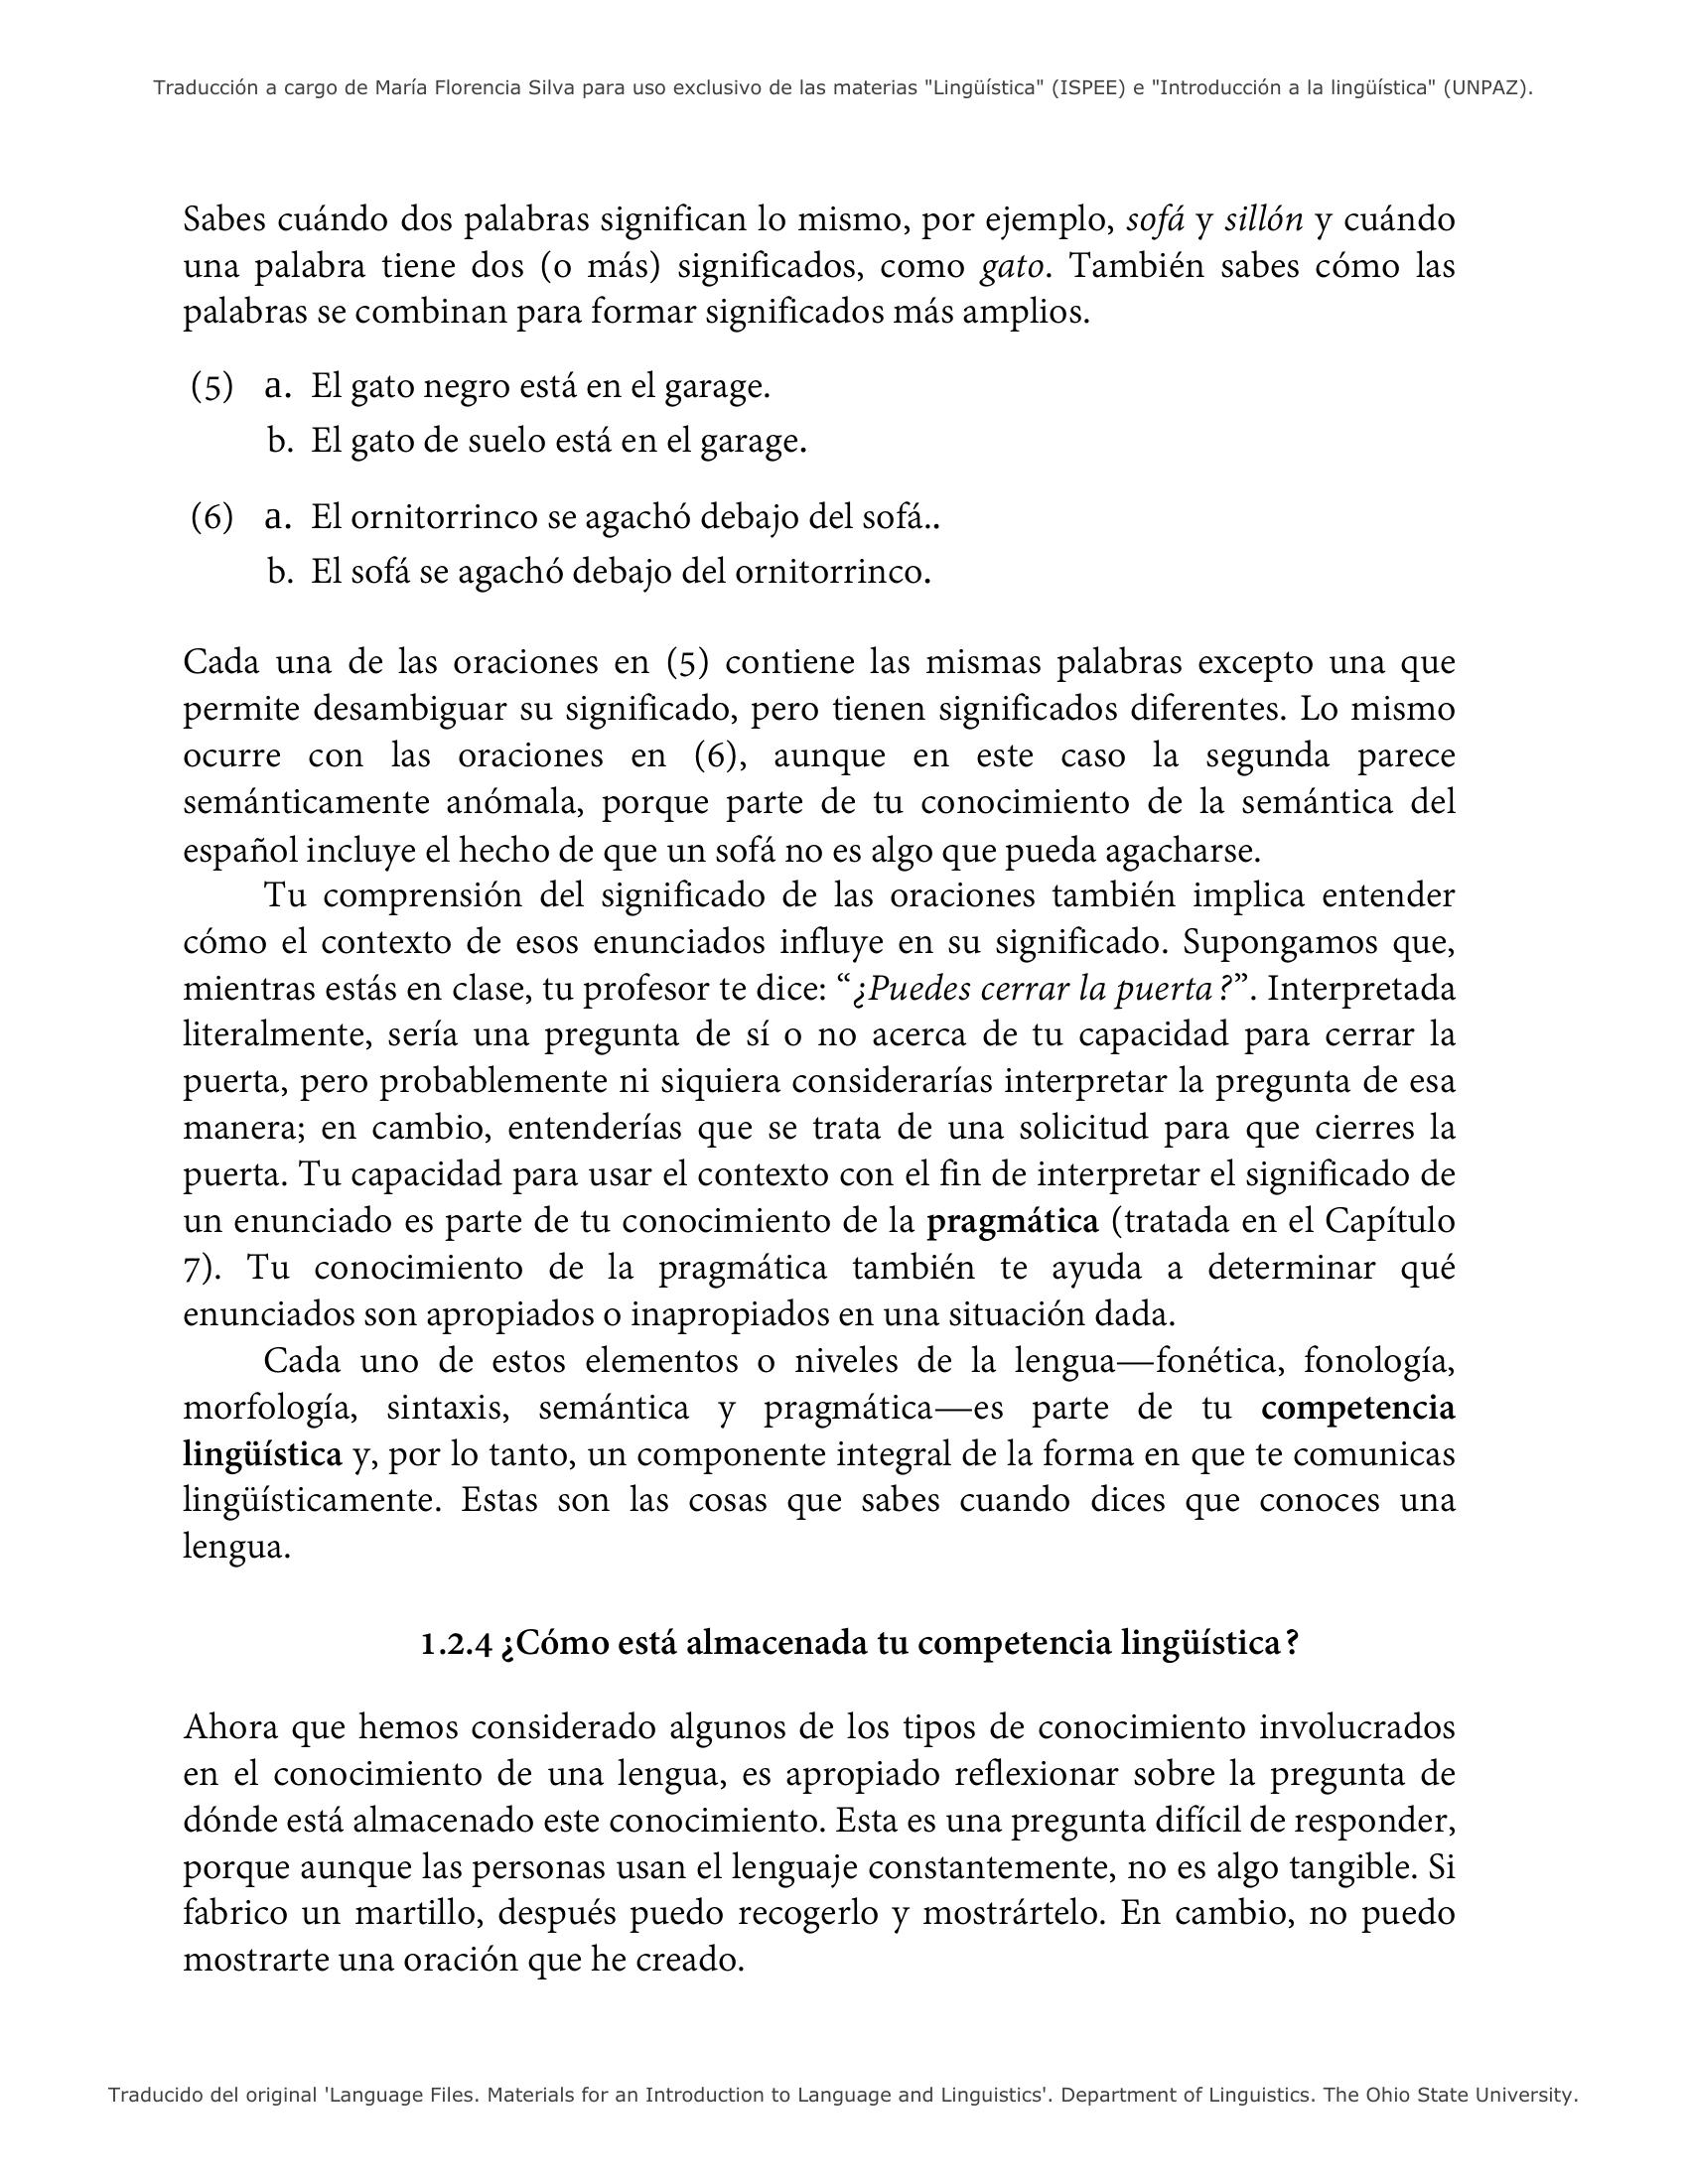 Traducción a cargo de María Florencia Silva para uso exclusivo de las materias "Lingüística" (ISPEE) e "Introducción a la lingüística" (UNPAZ).
Sabes cuándo dos palabras significan lo mismo, por ejemplo, sofá y sillón y cuándo
una palabra tiene dos (o más) significados, como gato. También sabes cómo las
palabras se combinan para formar significados más amplios.
(5) a. El gato negro está en el garage.
b. El gato de suelo está en el garage.
(6) a. El ornitorrinco se agachó debajo del sofá..
b. El sofá se agachó debajo del ornitorrinco.
Cada una de las oraciones en (5) contiene las mismas palabras excepto una que
permite desambiguar su significado, pero tienen significados diferentes. Lo mismo
ocurre con las oraciones en (6), aunque en este caso la segunda parece
semánticamente anómala, porque parte de tu conocimiento de la semántica del
español incluye el hecho de que un sofá no es algo que pueda agacharse.
Tu comprensión del significado de las oraciones también implica entender
cómo el contexto de esos enunciados influye en su significado. Supongamos que,
mientras estás en clase, tu profesor te dice: “¿Puedes cerrar la puerta?”. Interpretada
literalmente, sería una pregunta de sí o no acerca de tu capacidad para cerrar la
puerta, pero probablemente ni siquiera considerarías interpretar la pregunta de esa
manera; en cambio, entenderías que se trata de una solicitud para que cierres la
puerta. Tu capacidad para usar el contexto con el fin de interpretar el significado de
un enunciado es parte de tu conocimiento de la pragmática (tratada en el Capítulo
7). Tu conocimiento de la pragmática también te ayuda a determinar qué
enunciados son apropiados o inapropiados en una situación dada.
Cada uno de estos elementos o niveles de la lengua—fonética, fonología,
morfología, sintaxis, semántica y pragmática—es parte de tu competencia
lingüística y, por lo tanto, un componente integral de la forma en que te comunicas
lingüísticamente. Estas son las cosas que sabes cuando dices que conoces una
lengua.
1.2.4 ¿Cómo está almacenada tu competencia lingüística?
Ahora que hemos considerado algunos de los tipos de conocimiento involucrados
en el conocimiento de una lengua, es apropiado reflexionar sobre la pregunta de
dónde está almacenado este conocimiento. Esta es una pregunta difícil de responder,
porque aunque las personas usan el lenguaje constantemente, no es algo tangible. Si
fabrico un martillo, después puedo recogerlo y mostrártelo. En cambio, no puedo
mostrarte una oración que he creado.
Traducido del original 'Language Files. Materials for an Introduction to Language and Linguistics'. Department of Linguistics. The Ohio State University.